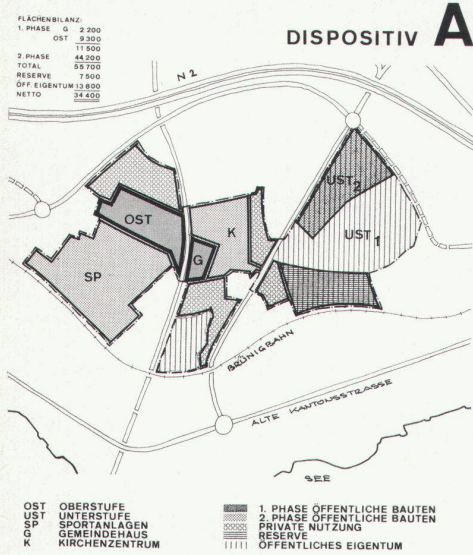 FLÄCHENBILANZ:
1. PHASE G 2 200
OST 9 300
11 500
2. PHASE 44 200
TOTAL 55 700
RESERVE 7 500
ÖFF. EIGENTUM 13 800
NETTO 34 400
DISPOSITIV A
N 2
UST2
OST
K
UST1
G
SP
BRÜNIGBAHN
ALTE KANTONSSTRASSE
SEE
OST OBERSTUFE
UST UNTERSTUFE
SP SPORTANLAGEN
G GEMEINDEHAUS
K KIRCHENZENTRUM
1. PHASE ÖFFENTLICHE BAUTEN
2. PHASE ÖFFENTLICHE BAUTEN
PRIVATE NUTZUNG
RESERVE
ÖFFENTLICHES EIGENTUM